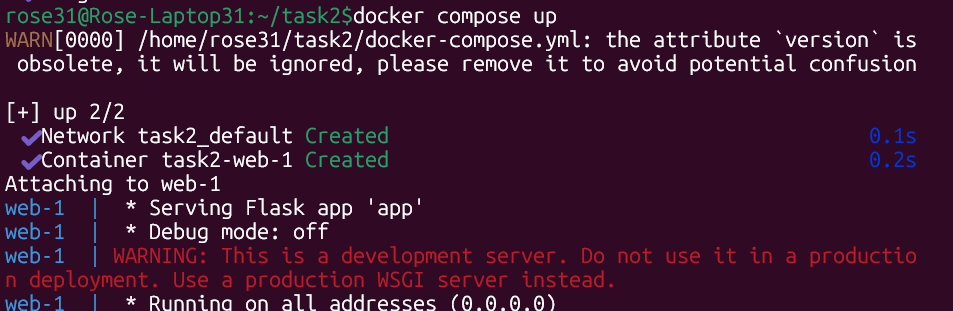 rose31@Rose-Laptop31:~/task2$docker compose up
WARN[0000] /home/rose31/task2/docker-compose.yml: the attribute `version` is
obsolete, it will be ignored, please remove it to avoid potential confusion
[+] up 2/2
✔Network task2_default Created 0.1s
✔Container task2-web-1 Created 0.2s
Attaching to web-1
web-1 | * Serving Flask app 'app'
web-1 | * Debug mode: off
web-1 | WARNING: This is a development server. Do not use it in a productio
n deployment. Use a production WSGI server instead.
web-1 | * Running on all addresses (0.0.0.0)